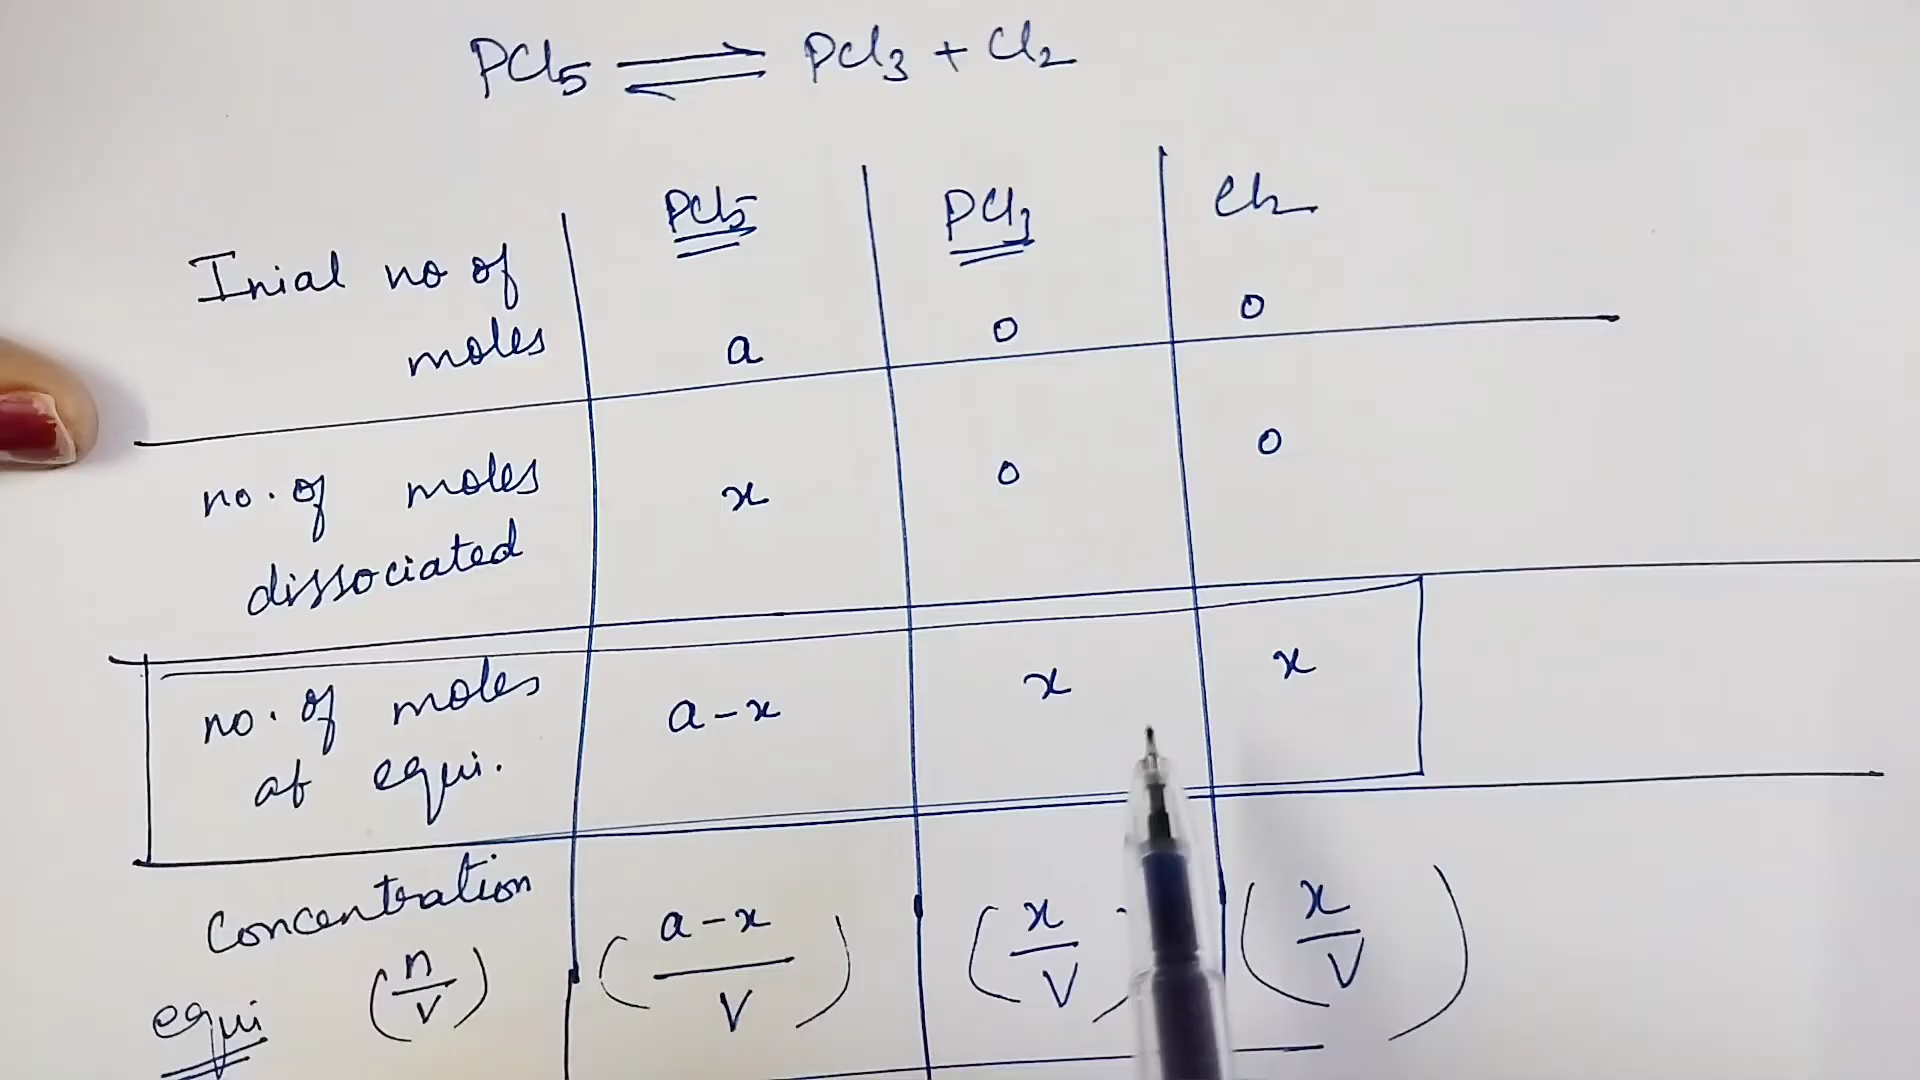 PCl5 ⇌ PCl3 + Cl2
PCl5 PCl3 Cl2
Inial no of
moles a 0 0
no. of moles x 0 0
dissociated
no. of moles a-x x x
at equi.
Concentration
equi (n/V) (a-x/V) (x/V) (x/V)